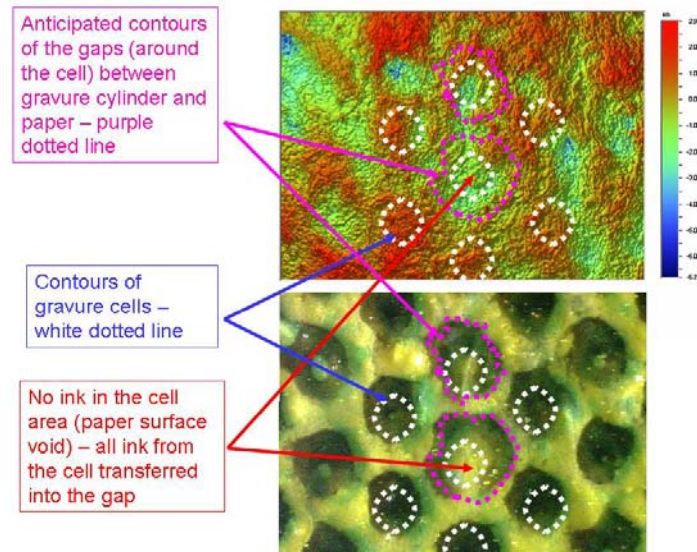 Anticipated contours
of the gaps (around
the cell) between
gravure cylinder and
paper – purple
dotted line
Contours of
gravure cells –
white dotted line
No ink in the cell
area (paper surface
void) – all ink from
the cell transferred
into the gap